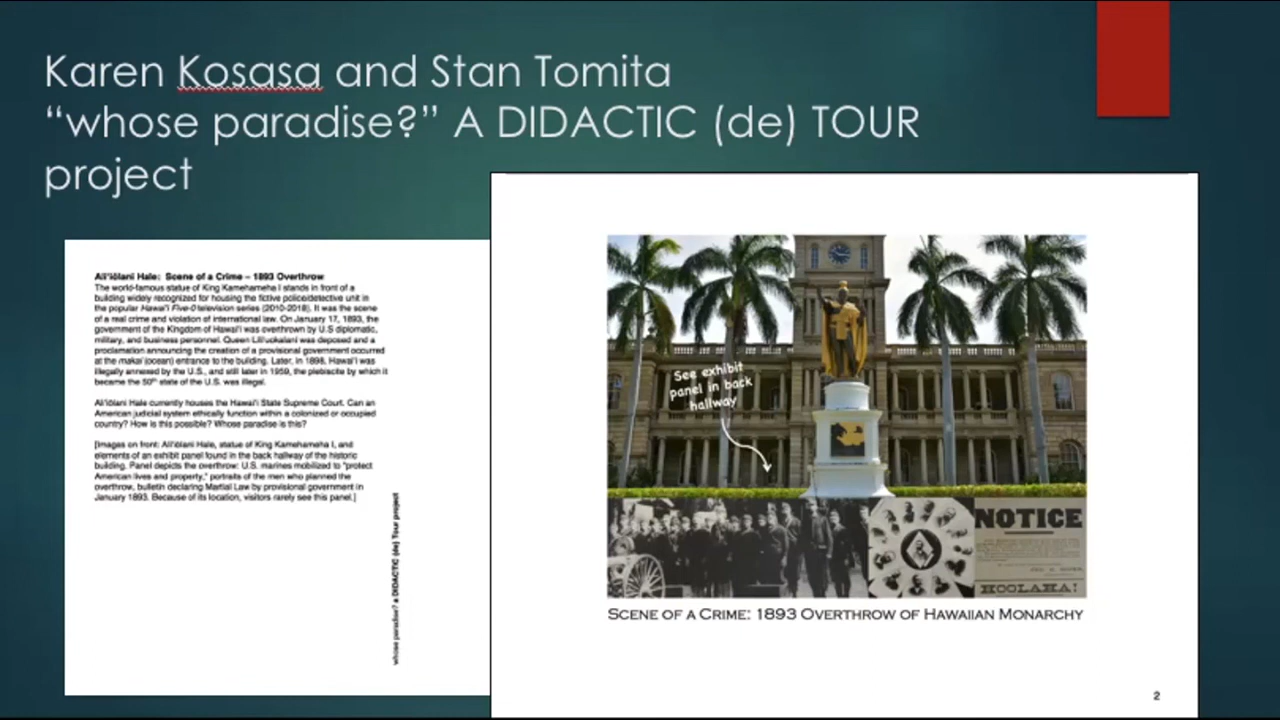 Karen Kosasa and Stan Tomita
“whose paradise?” A DIDACTIC (de) TOUR
project
Ali‘iōlani Hale: Scene of a Crime – 1893 Overthrow
The world-famous statue of King Kamehameha I stands in front of a
building widely recognized for housing the fictive police/detective unit in
the popular Hawai‘i Five-0 television series (2010-2018). It was the scene
of a real crime and violation of international law. On January 17, 1893, the
government of the Kingdom of Hawai‘i was overthrown by U.S diplomatic,
military, and business personnel. Queen Lili‘uokalani was deposed and a
proclamation announcing the creation of a provisional government occurred
at the makai (ocean) entrance to the building. Later, in 1898, Hawai‘i was
illegally annexed by the U.S., and still later in 1959, the plebiscite by which it
became the 50th state of the U.S. was illegal.
Ali‘iōlani Hale currently houses the Hawai‘i State Supreme Court. Can an
American judicial system ethically function within a colonized or occupied
country? How is this possible? Whose paradise is this?
[Images on front: Ali‘iōlani Hale, statue of King Kamehameha I, and
elements of an exhibit panel found in the back hallway of the historic
building. Panel depicts the overthrow: U.S. marines mobilized to “protect
American lives and property,” portraits of the men who planned the
overthrow, bulletin declaring Martial Law by provisional government in
January 1893. Because of its location, visitors rarely see this panel.]
whose paradise? a DIDACTIC (de) Tour project
See exhibit
panel in back
hallway
NOTICE
HOOLAHA!
SCENE OF A CRIME: 1893 OVERTHROW OF HAWAIIAN MONARCHY
2